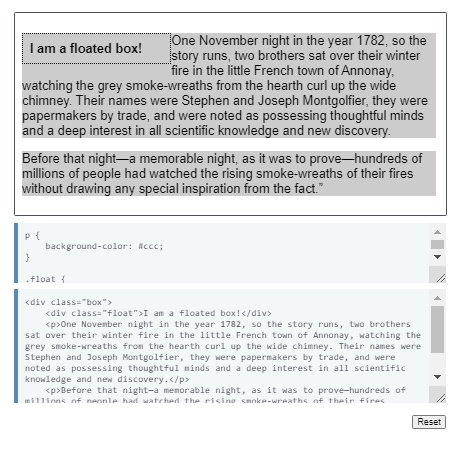 I am a floated box!
One November night in the year 1782, so the
story runs, two brothers sat over their winter
fire in the little French town of Annonay,
watching the grey smoke-wreaths from the hearth curl up the wide
chimney. Their names were Stephen and Joseph Montgolfier, they were
papermakers by trade, and were noted as possessing thoughtful minds
and a deep interest in all scientific knowledge and new discovery.
Before that night—a memorable night, as it was to prove—hundreds of
millions of people had watched the rising smoke-wreaths of their fires
without drawing any special inspiration from the fact.”
p {
background-color: #ccc;
}
.float {
<div class="box">
<div class="float">I am a floated box!</div>
<p>One November night in the year 1782, so the story runs, two brothers
sat over their winter fire in the little French town of Annonay, watching the
grey smoke-wreaths from the hearth curl up the wide chimney. Their names were
Stephen and Joseph Montgolfier, they were papermakers by trade, and were
noted as possessing thoughtful minds and a deep interest in all scientific
knowledge and new discovery.</p>
<p>Before that night—a memorable night, as it was to prove—hundreds of
millions of people had watched the rising smoke-wreaths of their fires
Reset